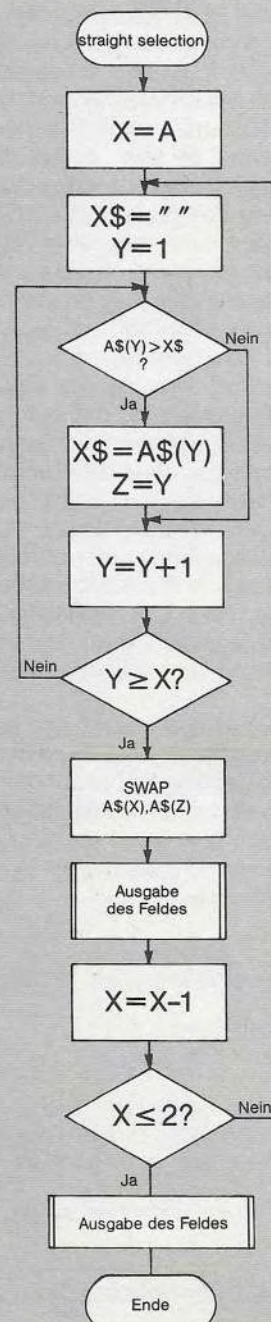 straight selection
X=A
X$=" "
Y=1
A$(Y)>X$
?
Nein
Ja
X$=A$(Y)
Z=Y
Y=Y+1
Nein
Y≥X?
Ja
SWAP
A$(X),A$(Z)
Ausgabe
des Feldes
X=X-1
X≤2?
Nein
Ja
Ausgabe des Feldes
Ende